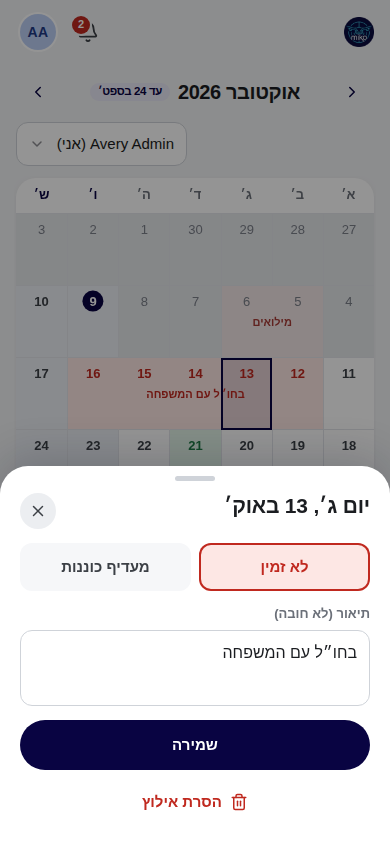 AA
2
miko
אוקטובר 2026
עד 24 בספט׳
Avery Admin (אני)
א׳ ב׳ ג׳ ד׳ ה׳ ו׳ ש׳
27 28 29 30 1 2 3
4 5 6 7 8 9 10
מילואים
11 12 13 14 15 16 17
בחו״ל עם המשפחה
18 19 20 21 22 23 24
יום ג׳, 13 באוק׳
לא זמין
מעדיף כוננות
תיאור (לא חובה)
בחו״ל עם המשפחה
שמירה
הסרת אילוץ